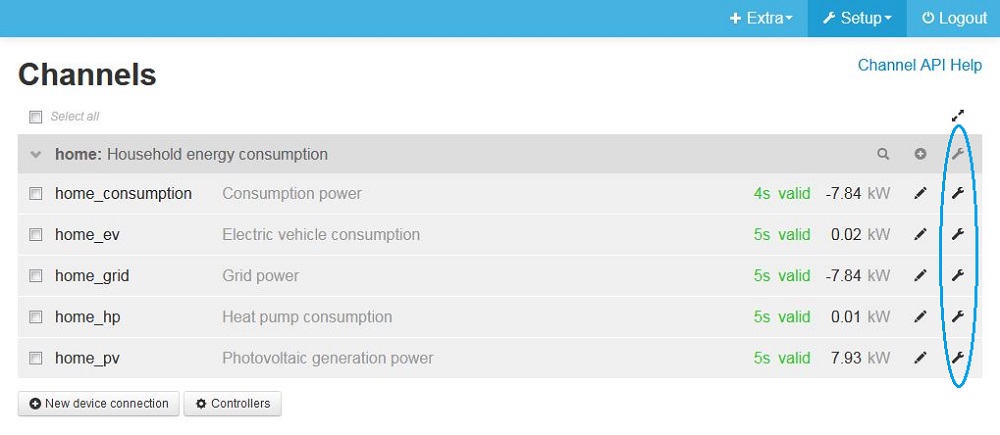 Extra Setup Logout
Channels Channel API Help
Select all
home: Household energy consumption
home_consumption Consumption power 4s valid -7.84 kW
home_ev Electric vehicle consumption 5s valid 0.02 kW
home_grid Grid power 5s valid -7.84 kW
home_hp Heat pump consumption 5s valid 0.01 kW
home_pv Photovoltaic generation power 5s valid 7.93 kW
New device connection Controllers